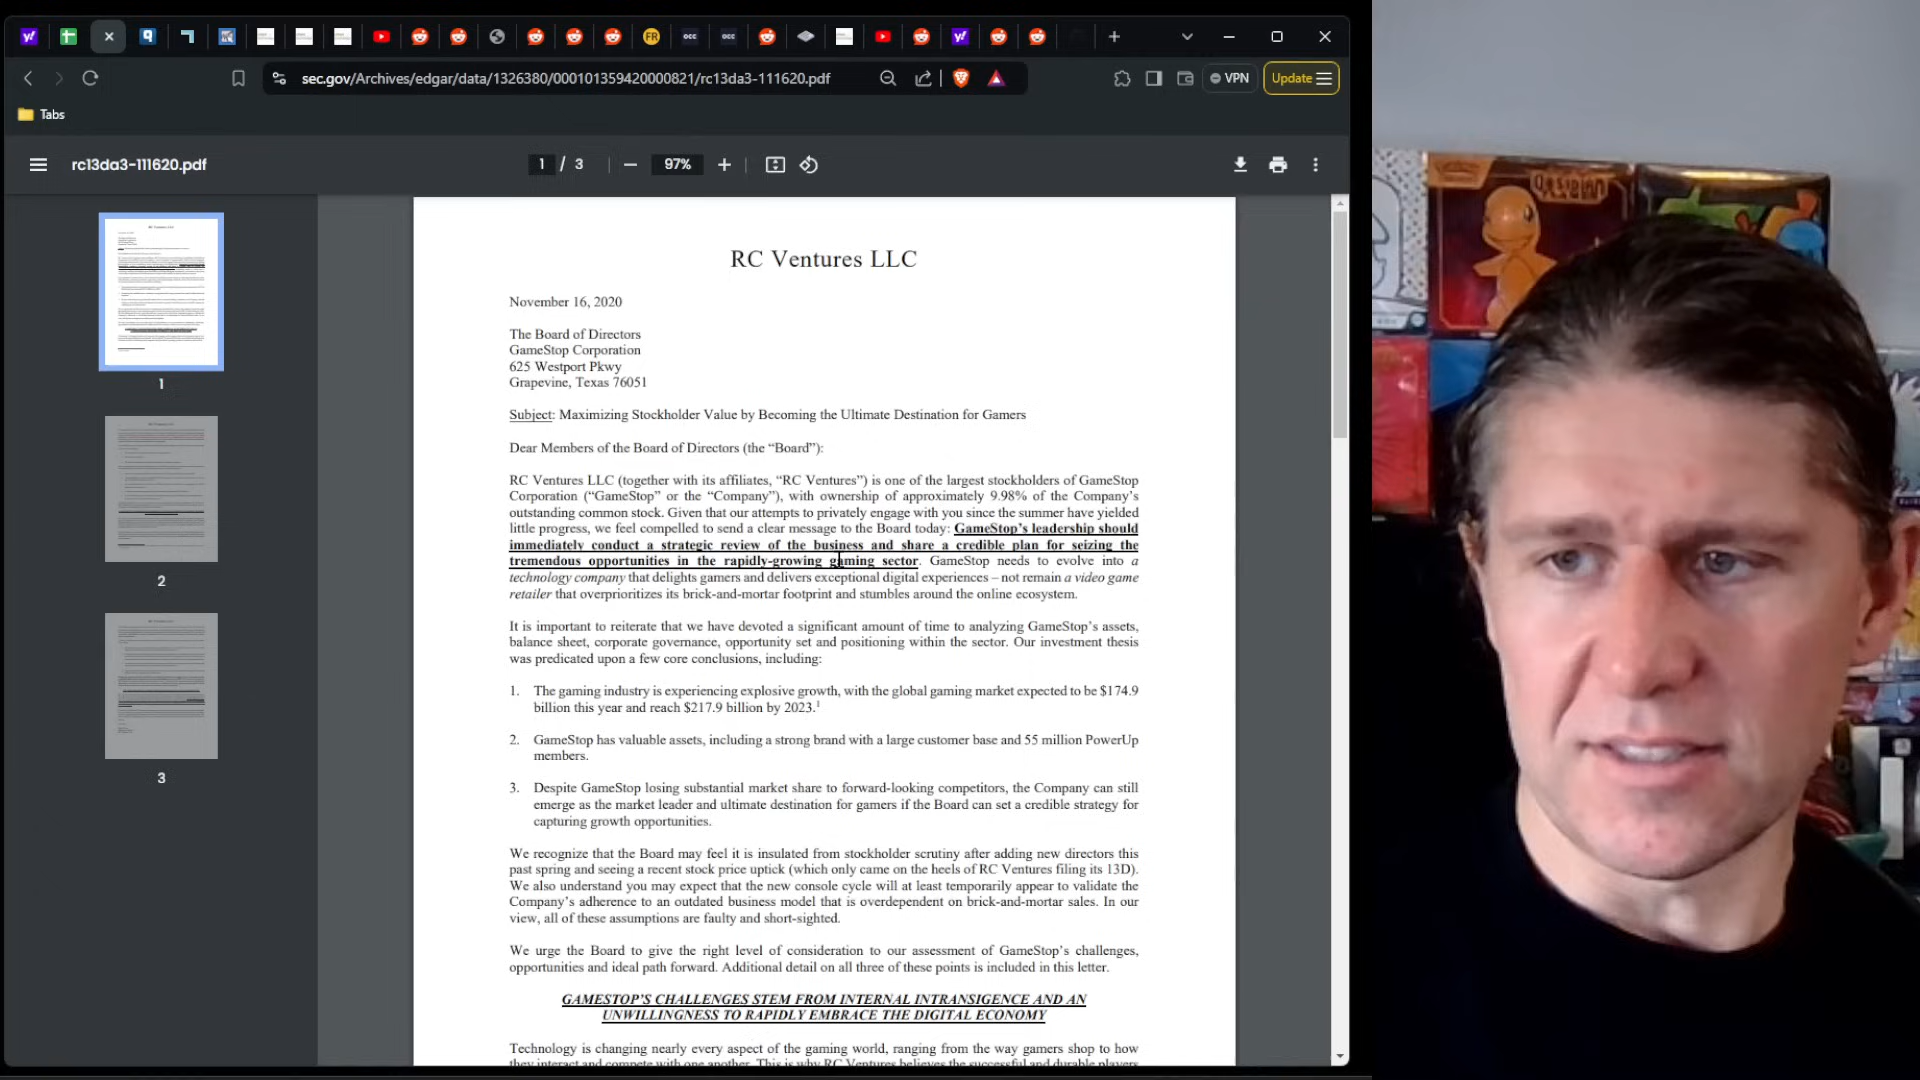 sec.gov/Archives/edgar/data/1326380/000101359420000821/rc13da3-111620.pdf
VPN
Update
Tabs
rc13da3-111620.pdf
1 / 3
97%
RC Ventures LLC
November 16, 2020
The Board of Directors
GameStop Corporation
625 Westport Pkwy
Grapevine, Texas 76051
Subject: Maximizing Stockholder Value by Becoming the Ultimate Destination for Gamers
Dear Members of the Board of Directors (the “Board”):
RC Ventures LLC (together with its affiliates, “RC Ventures”) is one of the largest stockholders of GameStop
Corporation (“GameStop” or the “Company”), with ownership of approximately 9.98% of the Company’s
outstanding common stock. Given that our attempts to privately engage with you since the summer have yielded
little progress, we feel compelled to send a clear message to the Board today: GameStop’s leadership should
immediately conduct a strategic review of the business and share a credible plan for seizing the
tremendous opportunities in the rapidly-growing gaming sector. GameStop needs to evolve into a
technology company that delights gamers and delivers exceptional digital experiences – not remain a video game
retailer that overprioritizes its brick-and-mortar footprint and stumbles around the online ecosystem.
It is important to reiterate that we have devoted a significant amount of time to analyzing GameStop’s assets,
balance sheet, corporate governance, opportunity set and positioning within the sector. Our investment thesis
was predicated upon a few core conclusions, including:
1. The gaming industry is experiencing explosive growth, with the global gaming market expected to be $174.9
billion this year and reach $217.9 billion by 2023.1
2. GameStop has valuable assets, including a strong brand with a large customer base and 55 million PowerUp
members.
3. Despite GameStop losing substantial market share to forward-looking competitors, the Company can still
emerge as the market leader and ultimate destination for gamers if the Board can set a credible strategy for
capturing growth opportunities.
We recognize that the Board may feel it is insulated from stockholder scrutiny after adding new directors this
past spring and seeing a recent stock price uptick (which only came on the heels of RC Ventures filing its 13D).
We also understand you may expect that the new console cycle will at least temporarily appear to validate the
Company’s adherence to an outdated business model that is overdependent on brick-and-mortar sales. In our
view, all of these assumptions are faulty and short-sighted.
We urge the Board to give the right level of consideration to our assessment of GameStop’s challenges,
opportunities and ideal path forward. Additional detail on all three of these points is included in this letter.
GAMESTOP’S CHALLENGES STEM FROM INTERNAL INTRANSIGENCE AND AN
UNWILLINGNESS TO RAPIDLY EMBRACE THE DIGITAL ECONOMY
Technology is changing nearly every aspect of the gaming world, ranging from the way gamers shop to how
they interact and compete with one another. This is why RC Ventures believes the successful and durable players
1
2
3
OBSIDIAN